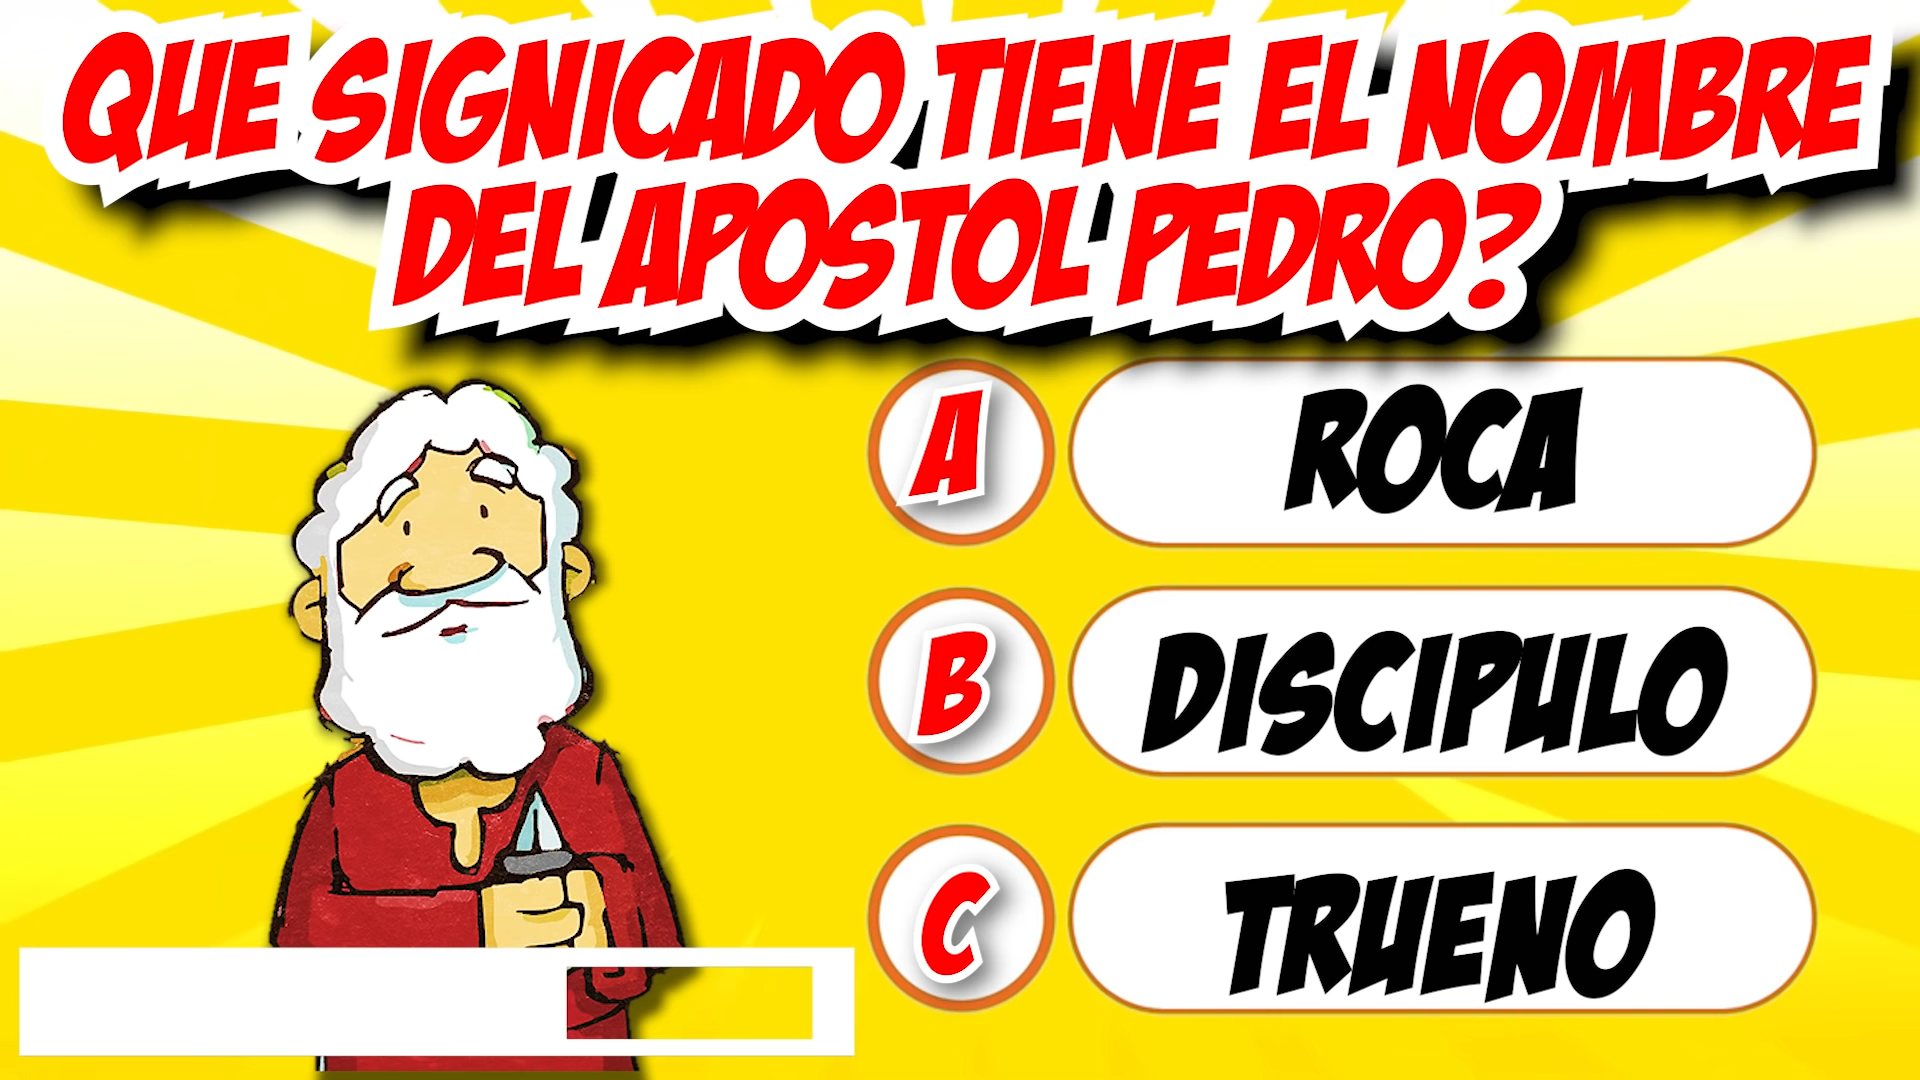 QUE SIGNICADO TIENE EL NOMBRE
DEL APOSTOL PEDRO?
A ROCA
B DISCIPULO
C TRUENO